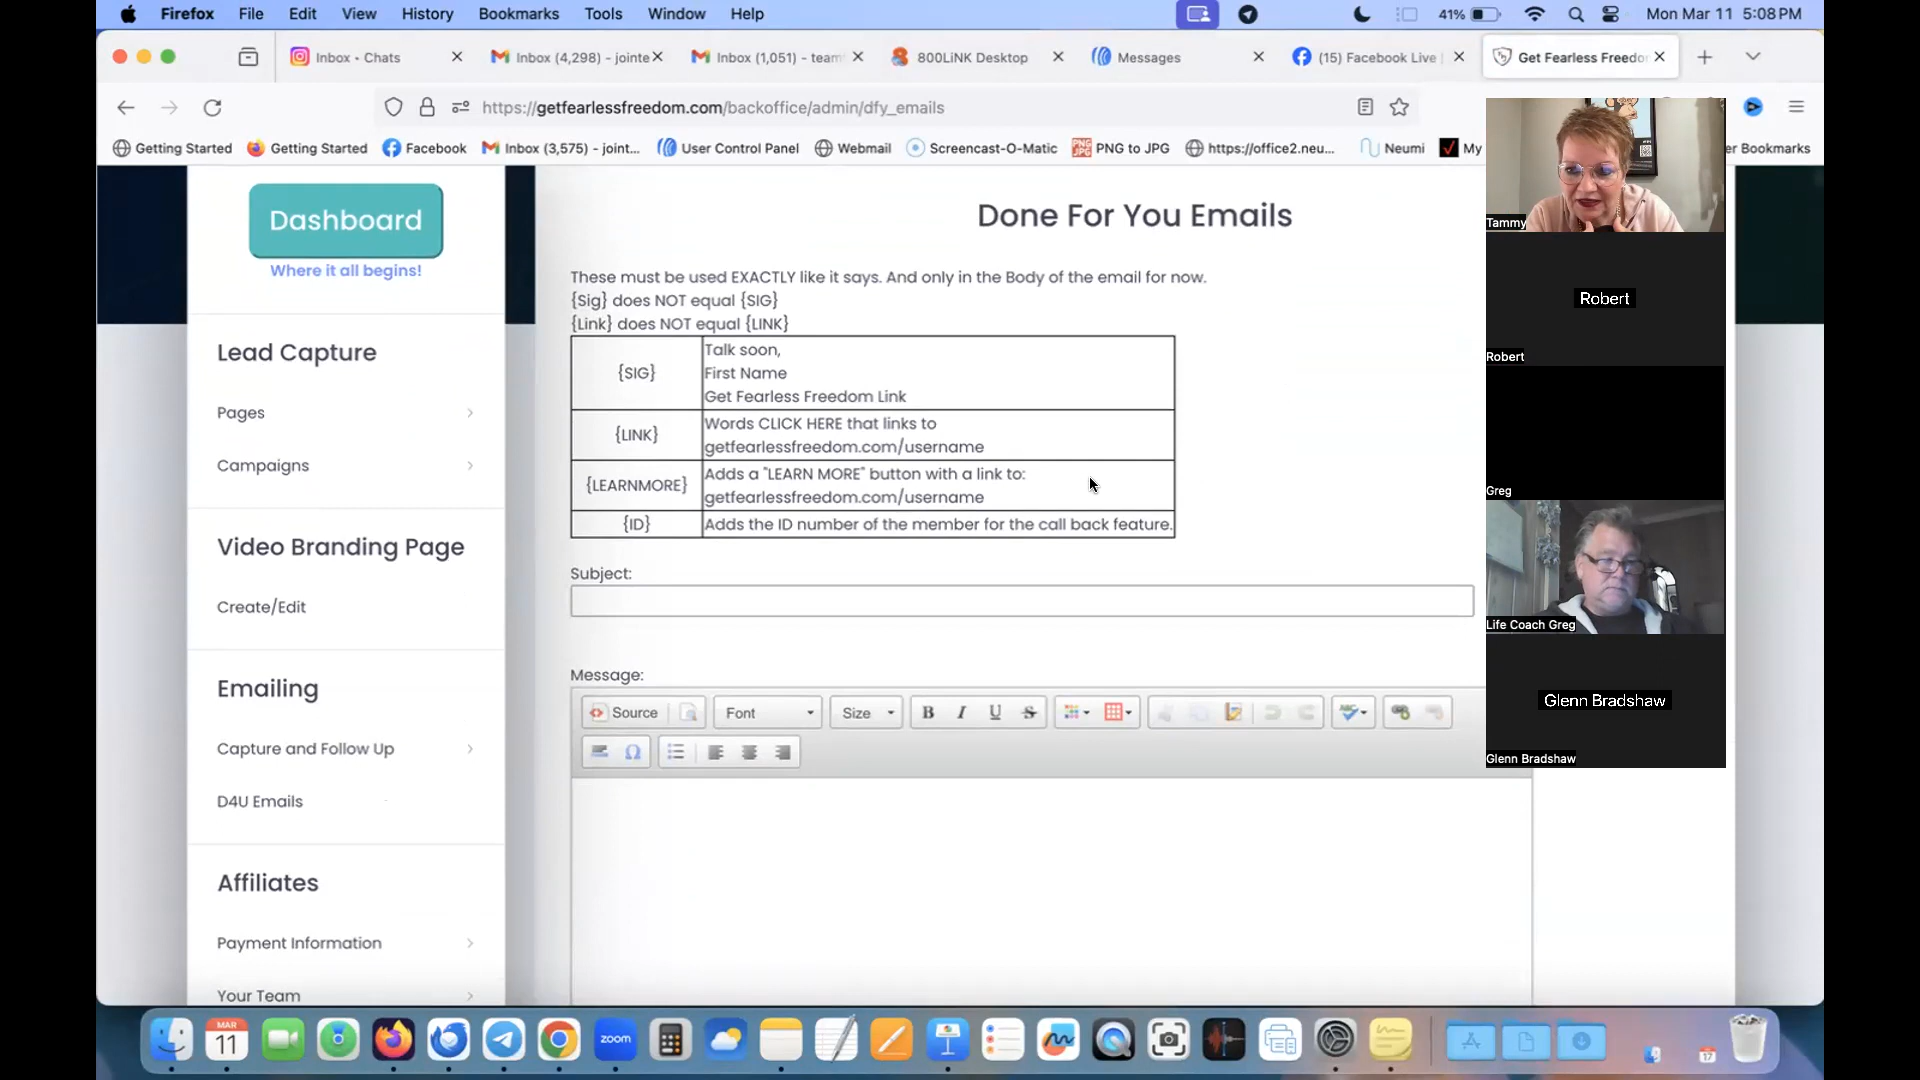 Firefox File Edit View History Bookmarks Tools Window Help 41% Mon Mar 11 5:08 PM
Inbox • Chats
Inbox (4,298) - jointe
Inbox (1,051) - team
800LiNK Desktop
Messages
(15) Facebook Live |
Get Fearless Freedo
https://getfearlessfreedom.com/backoffice/admin/dfy_emails
Getting Started
Getting Started
Facebook
Inbox (3,575) - joint...
User Control Panel
Webmail
Screencast-O-Matic
PNG to JPG
https://office2.neu...
Neumi
My
er Bookmarks
Dashboard
Where it all begins!
Lead Capture
Pages
Campaigns
Video Branding Page
Create/Edit
Emailing
Capture and Follow Up
D4U Emails
Affiliates
Payment Information
Your Team
Done For You Emails
These must be used EXACTLY like it says. And only in the Body of the email for now.
{Sig} does NOT equal {SIG}
{Link} does NOT equal {LINK}
{SIG}
Talk soon,
First Name
Get Fearless Freedom Link
{LINK}
Words CLICK HERE that links to
getfearlessfreedom.com/username
{LEARNMORE}
Adds a "LEARN MORE" button with a link to:
getfearlessfreedom.com/username
{ID}
Adds the ID number of the member for the call back feature.
Subject:
Message:
Source
Font
Size
B I U S
Tammy
Robert
Robert
Greg
Life Coach Greg
Glenn Bradshaw
Glenn Bradshaw
MAR
11
zoom
17